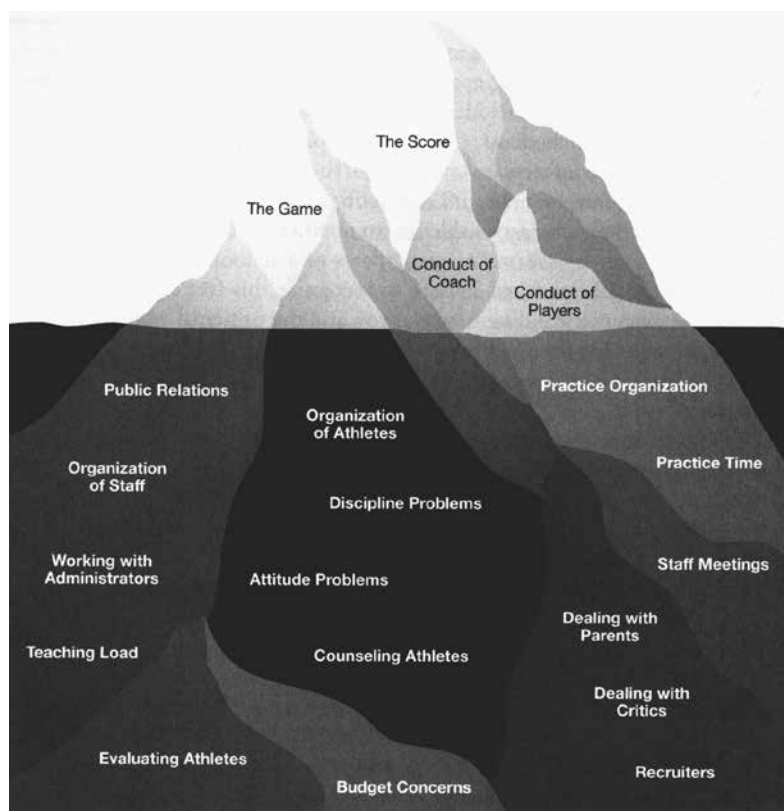 The Score
The Game
Conduct of
Coach
Conduct of
Players
Public Relations
Practice Organization
Organization
of Athletes
Organization
of Staff
Practice Time
Discipline Problems
Working with
Administrators
Attitude Problems
Staff Meetings
Dealing with
Parents
Teaching Load
Counseling Athletes
Dealing with
Critics
Evaluating Athletes
Budget Concerns
Recruiters